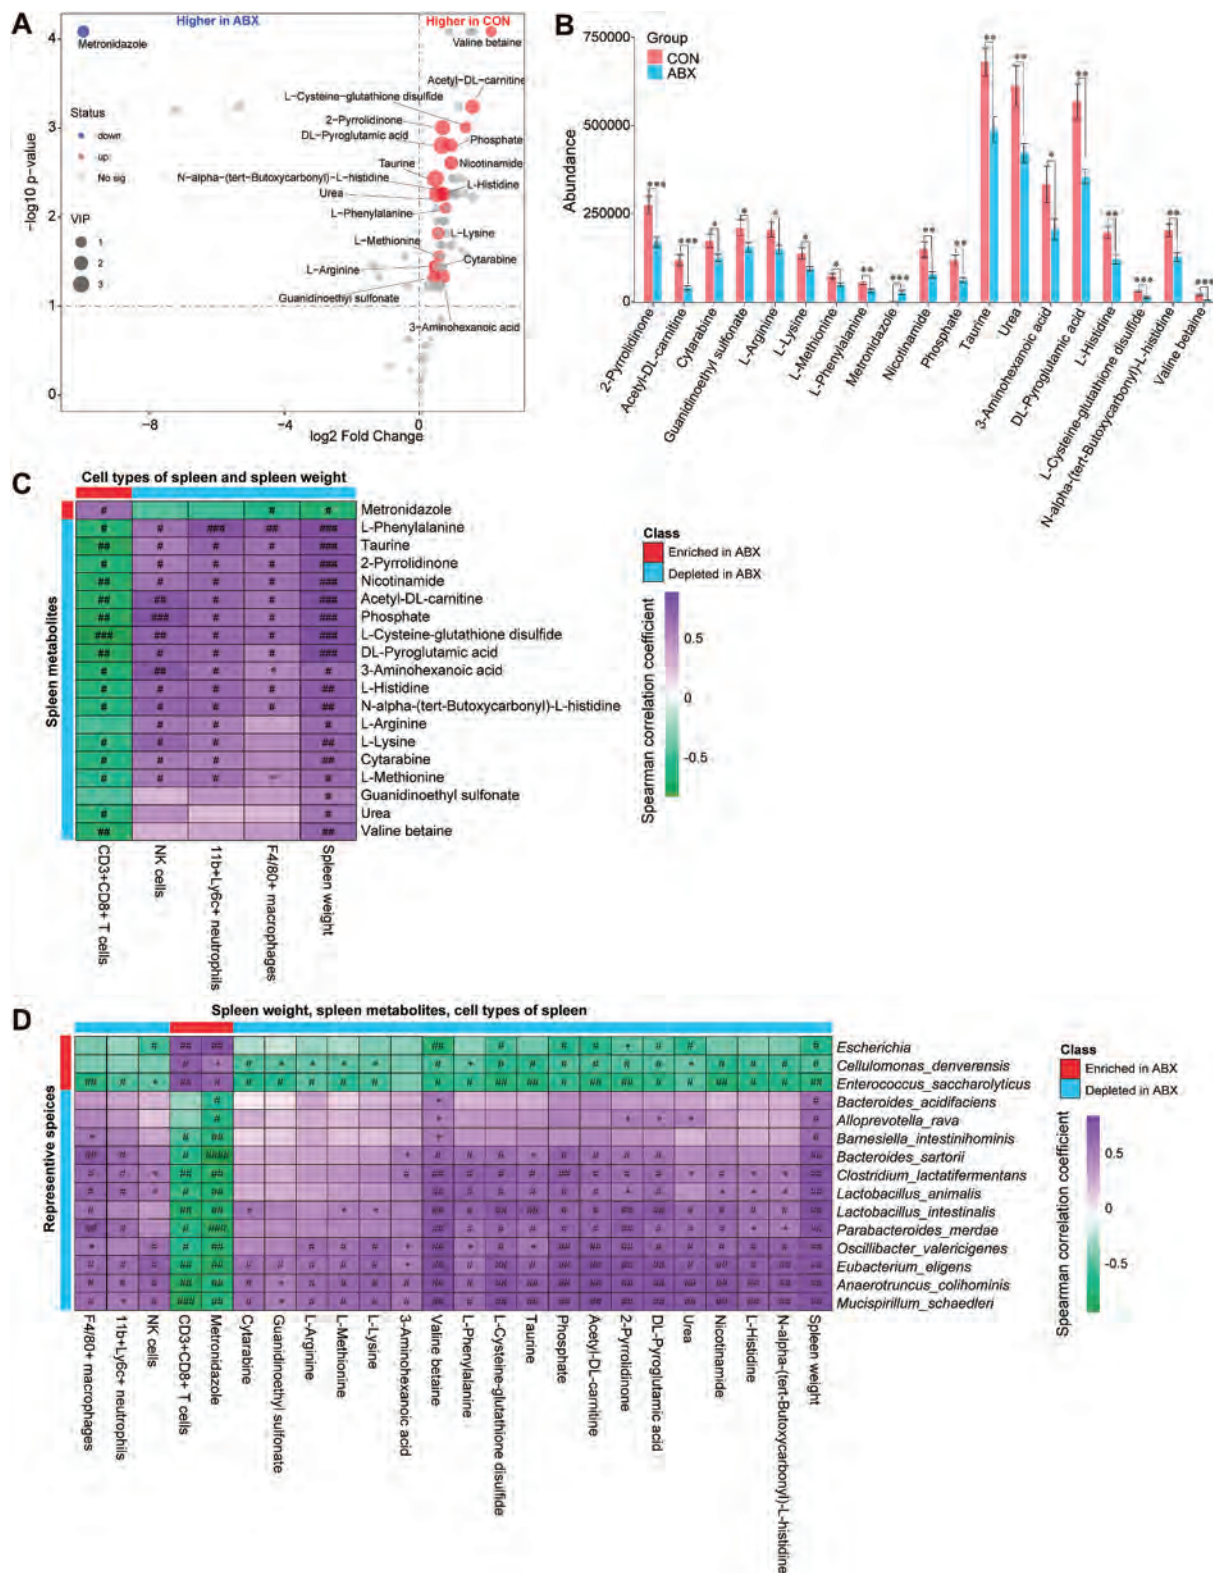 A
Higher in ABX
Higher in CON
Metronidazole
Valine betaine
Acetyl-DL-carnitine
L-Cysteine-glutathione disulfide
2-Pyrrolidinone
DL-Pyroglutamic acid
Phosphate
Taurine
Nicotinamide
N-alpha-(tert-Butoxycarbonyl)-L-histidine
Urea
L-Histidine
L-Phenylalanine
L-Lysine
L-Methionine
Cytarabine
L-Arginine
Guanidinoethyl sulfonate
3-Aminohexanoic acid
Status
down
up
No sig
VIP
1
2
3
-log10 p-value
4
3
2
1
0
-8
-4
0
log2 Fold Change
B
Group
CON
ABX
Abundance
750000
500000
250000
0
2-Pyrrolidinone
Acetyl-DL-carnitine
Cytarabine
Guanidinoethyl sulfonate
L-Arginine
L-Lysine
L-Methionine
L-Phenylalanine
Metronidazole
Nicotinamide
Phosphate
Taurine
Urea
3-Aminohexanoic acid
DL-Pyroglutamic acid
L-Histidine
L-Cysteine-glutathione disulfide
N-alpha-(tert-Butoxycarbonyl)-L-histidine
Valine betaine
C
Cell types of spleen and spleen weight
Spleen metabolites
Metronidazole
L-Phenylalanine
Taurine
2-Pyrrolidinone
Nicotinamide
Acetyl-DL-carnitine
Phosphate
L-Cysteine-glutathione disulfide
DL-Pyroglutamic acid
3-Aminohexanoic acid
L-Histidine
N-alpha-(tert-Butoxycarbonyl)-L-histidine
L-Arginine
L-Lysine
Cytarabine
L-Methionine
Guanidinoethyl sulfonate
Urea
Valine betaine
CD3+CD8+ T cells
NK cells
11b+Ly6c+ neutrophils
F4/80+ macrophages
Spleen weight
Class
Enriched in ABX
Depleted in ABX
Spearman correlation coefficient
0.5
0
-0.5
D
Spleen weight, spleen metabolites, cell types of spleen
Representive speices
Escherichia
Cellulomonas_denverensis
Enterococcus_saccharolyticus
Bacteroides_acidifaciens
Alloprevotella_rava
Barnesiella_intestinihominis
Bacteroides_sartorii
Clostridium_lactatifermentans
Lactobacillus_animalis
Lactobacillus_intestinalis
Parabacteroides_merdae
Oscillibacter_valericigenes
Eubacterium_eligens
Anaerotruncus_colihominis
Mucispirillum_schaedleri
F4/80+ macrophages
11b+Ly6c+ neutrophils
NK cells
CD3+CD8+ T cells
Metronidazole
Cytarabine
Guanidinoethyl sulfonate
L-Arginine
L-Methionine
L-Lysine
3-Aminohexanoic acid
Valine betaine
L-Phenylalanine
L-Cysteine-glutathione disulfide
Taurine
Phosphate
Acetyl-DL-carnitine
2-Pyrrolidinone
DL-Pyroglutamic acid
Urea
Nicotinamide
L-Histidine
N-alpha-(tert-Butoxycarbonyl)-L-histidine
Spleen weight
Class
Enriched in ABX
Depleted in ABX
Spearman correlation coefficient
0.5
0
-0.5